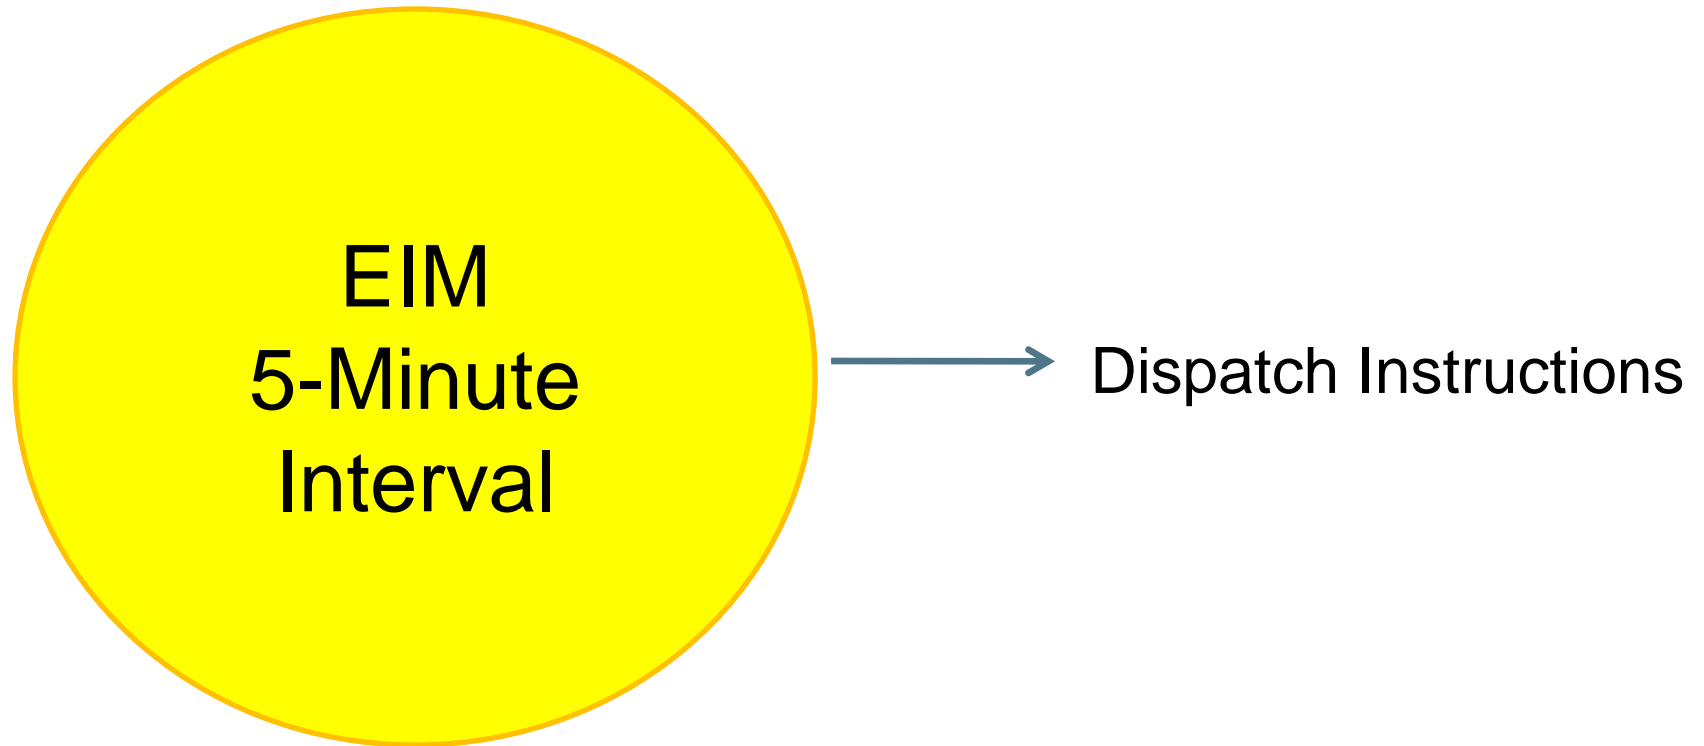 EIM
5-Minute
Interval
Dispatch Instructions